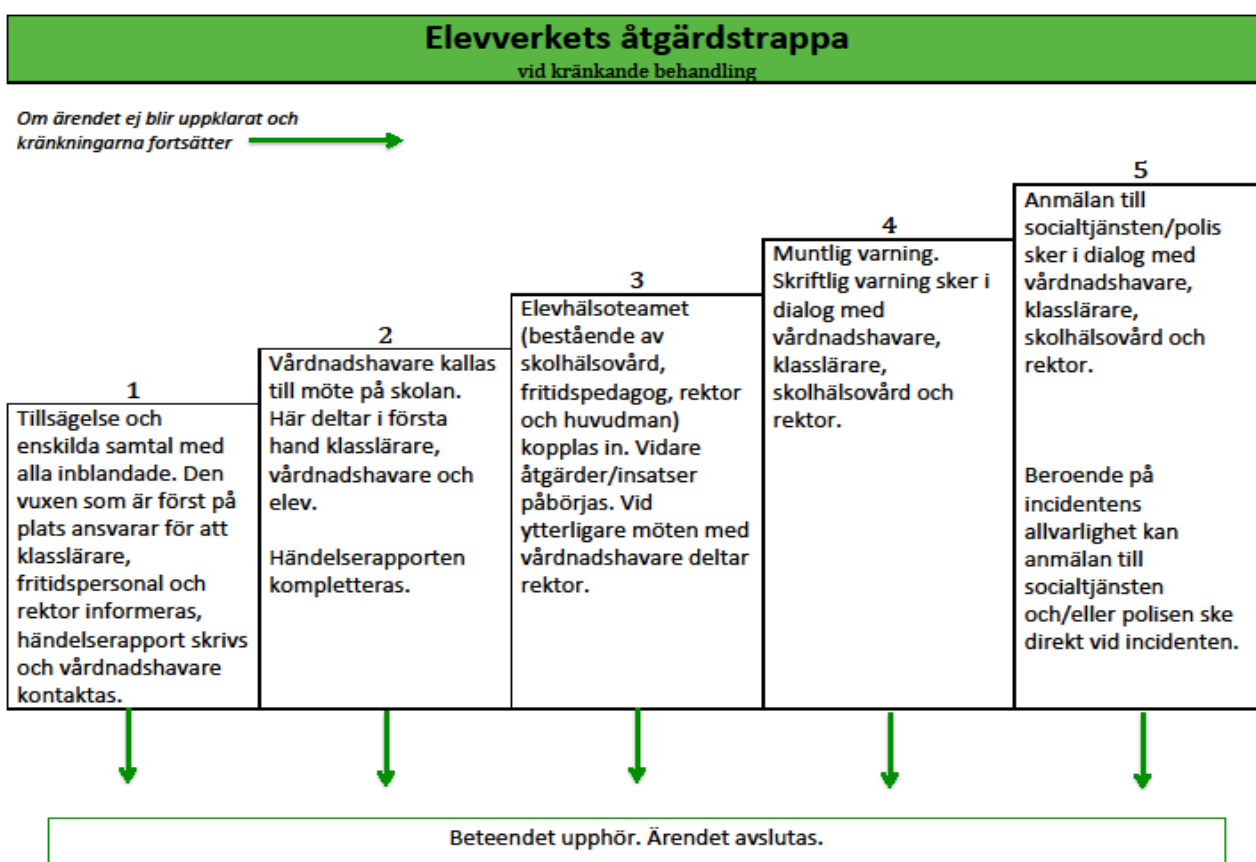 Elevverkets åtgärdstrappa
vid kränkande behandling
Om ärendet ej blir uppklarat och
kränkningarna fortsätter
1
Tillsägelse och
enskilda samtal med
alla inblandade. Den
vuxen som är först på
plats ansvarar för att
klasslärare,
fritidspersonal och
rektor informeras,
händelserapport skrivs
och vårdnadshavare
kontaktas.
2
Vårdnadshavare kallas
till möte på skolan.
Här deltar i första
hand klasslärare,
vårdnadshavare och
elev.
Händelserapporten
kompletteras.
3
Elevhälsoteamet
(bestående av
skolhälsovård,
fritidspedagog, rektor
och huvudman)
kopplas in. Vidare
åtgärder/insatser
påbörjas. Vid
ytterligare möten med
vårdnadshavare deltar
rektor.
4
Muntlig varning.
Skriftlig varning sker i
dialog med
vårdnadshavare,
klasslärare,
skolhälsovård och
rektor.
5
Anmälan till
socialtjänsten/polis
sker i dialog med
vårdnadshavare,
klasslärare,
skolhälsovård och
rektor.
Beroende på
incidentens
allvarlighet kan
anmälan till
socialtjänsten
och/eller polisen ske
direkt vid incidenten.
Beteendet upphör. Ärendet avslutas.